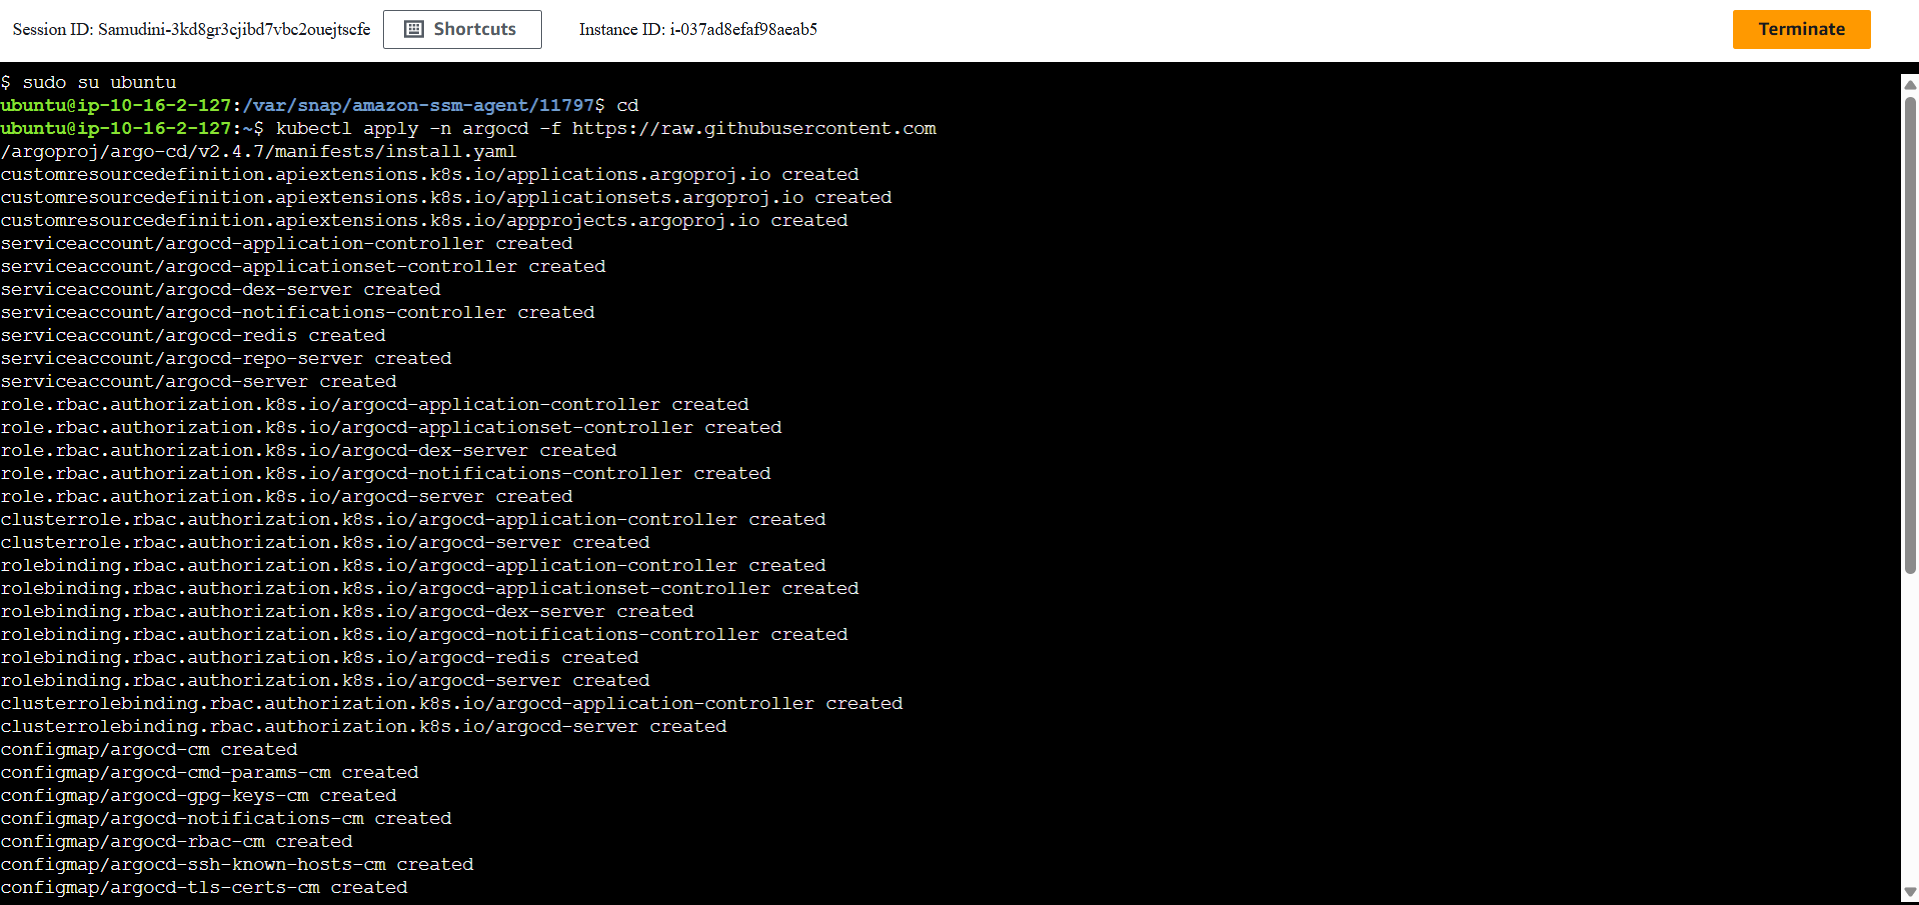 Session ID: Samudini-3kd8gr3cjibd7vbc2ouejtscfe Shortcuts Instance ID: i-037ad8efaf98aeab5 Terminate
$ sudo su ubuntu
ubuntu@ip-10-16-2-127:/var/snap/amazon-ssm-agent/11797$ cd
ubuntu@ip-10-16-2-127:~$ kubectl apply -n argocd -f https://raw.githubusercontent.com
/argoproj/argo-cd/v2.4.7/manifests/install.yaml
customresourcedefinition.apiextensions.k8s.io/applications.argoproj.io created
customresourcedefinition.apiextensions.k8s.io/applicationsets.argoproj.io created
customresourcedefinition.apiextensions.k8s.io/appprojects.argoproj.io created
serviceaccount/argocd-application-controller created
serviceaccount/argocd-applicationset-controller created
serviceaccount/argocd-dex-server created
serviceaccount/argocd-notifications-controller created
serviceaccount/argocd-redis created
serviceaccount/argocd-repo-server created
serviceaccount/argocd-server created
role.rbac.authorization.k8s.io/argocd-application-controller created
role.rbac.authorization.k8s.io/argocd-applicationset-controller created
role.rbac.authorization.k8s.io/argocd-dex-server created
role.rbac.authorization.k8s.io/argocd-notifications-controller created
role.rbac.authorization.k8s.io/argocd-server created
clusterrole.rbac.authorization.k8s.io/argocd-application-controller created
clusterrole.rbac.authorization.k8s.io/argocd-server created
rolebinding.rbac.authorization.k8s.io/argocd-application-controller created
rolebinding.rbac.authorization.k8s.io/argocd-applicationset-controller created
rolebinding.rbac.authorization.k8s.io/argocd-dex-server created
rolebinding.rbac.authorization.k8s.io/argocd-notifications-controller created
rolebinding.rbac.authorization.k8s.io/argocd-redis created
rolebinding.rbac.authorization.k8s.io/argocd-server created
clusterrolebinding.rbac.authorization.k8s.io/argocd-application-controller created
clusterrolebinding.rbac.authorization.k8s.io/argocd-server created
configmap/argocd-cm created
configmap/argocd-cmd-params-cm created
configmap/argocd-gpg-keys-cm created
configmap/argocd-notifications-cm created
configmap/argocd-rbac-cm created
configmap/argocd-ssh-known-hosts-cm created
configmap/argocd-tls-certs-cm created